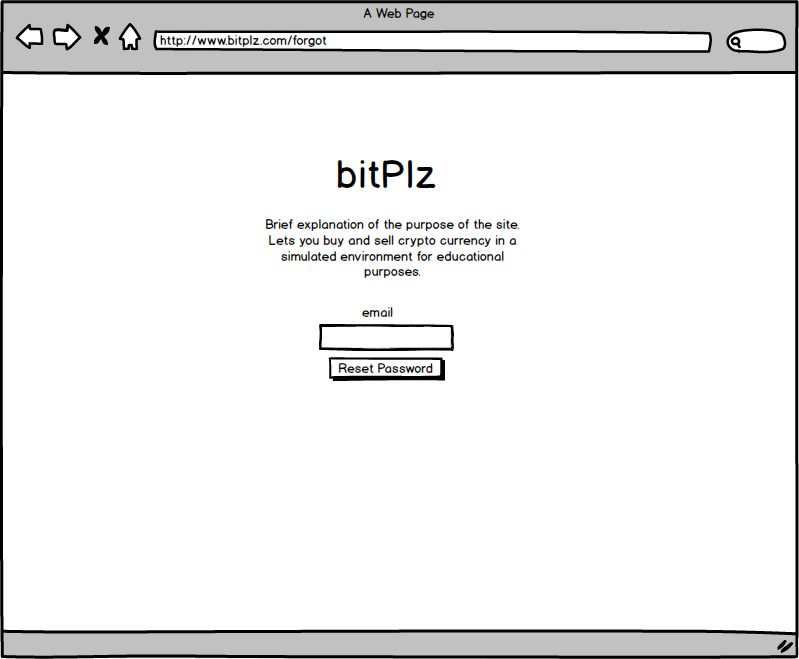 A Web Page
http://www.bitplz.com/forgot
bitPlz
Brief explanation of the purpose of the site.
Lets you buy and sell crypto currency in a
simulated environment for educational
purposes.
email
Reset Password